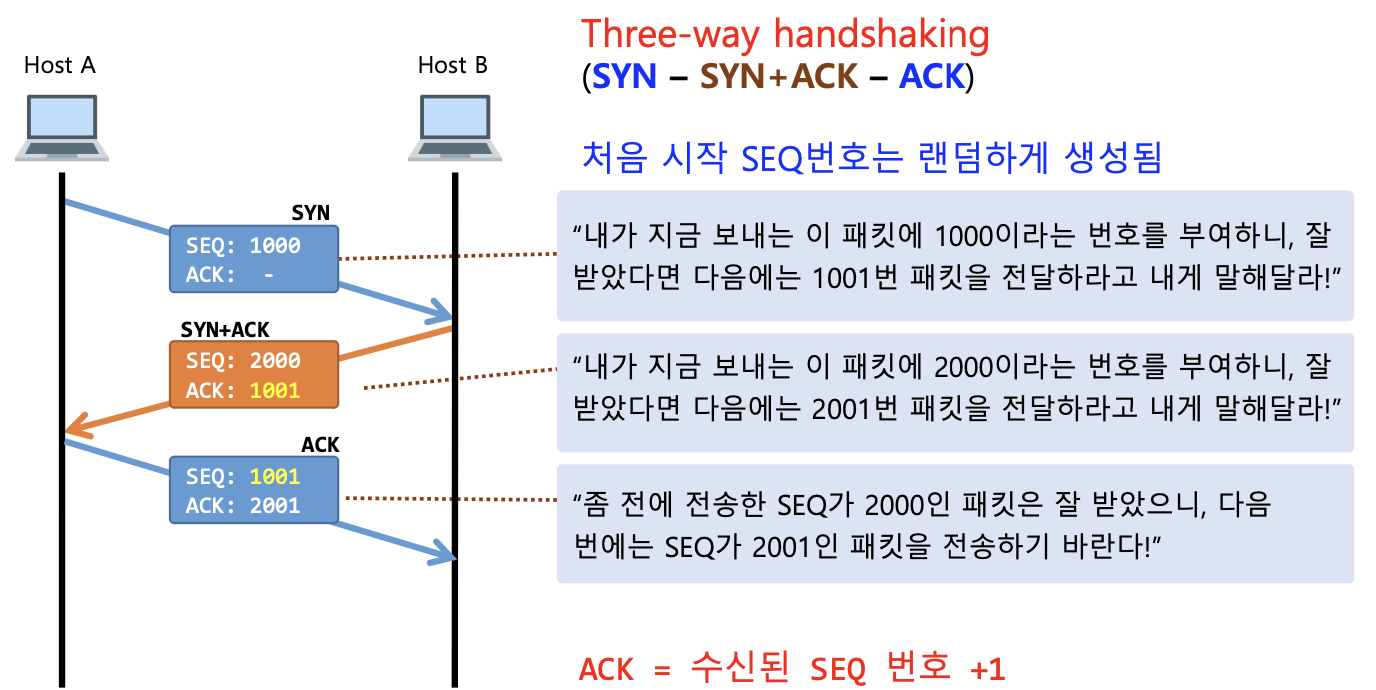 Three-way handshaking
(SYN – SYN+ACK – ACK)
Host A
Host B
처음 시작 SEQ번호는 랜덤하게 생성됨
SYN
SEQ: 1000
ACK: -
“내가 지금 보내는 이 패킷에 1000이라는 번호를 부여하니, 잘
받았다면 다음에는 1001번 패킷을 전달하라고 내게 말해달라!”
SYN+ACK
SEQ: 2000
ACK: 1001
“내가 지금 보내는 이 패킷에 2000이라는 번호를 부여하니, 잘
받았다면 다음에는 2001번 패킷을 전달하라고 내게 말해달라!”
ACK
SEQ: 1001
ACK: 2001
“좀 전에 전송한 SEQ가 2000인 패킷은 잘 받았으니, 다음
번에는 SEQ가 2001인 패킷을 전송하기 바란다!”
ACK = 수신된 SEQ 번호 +1